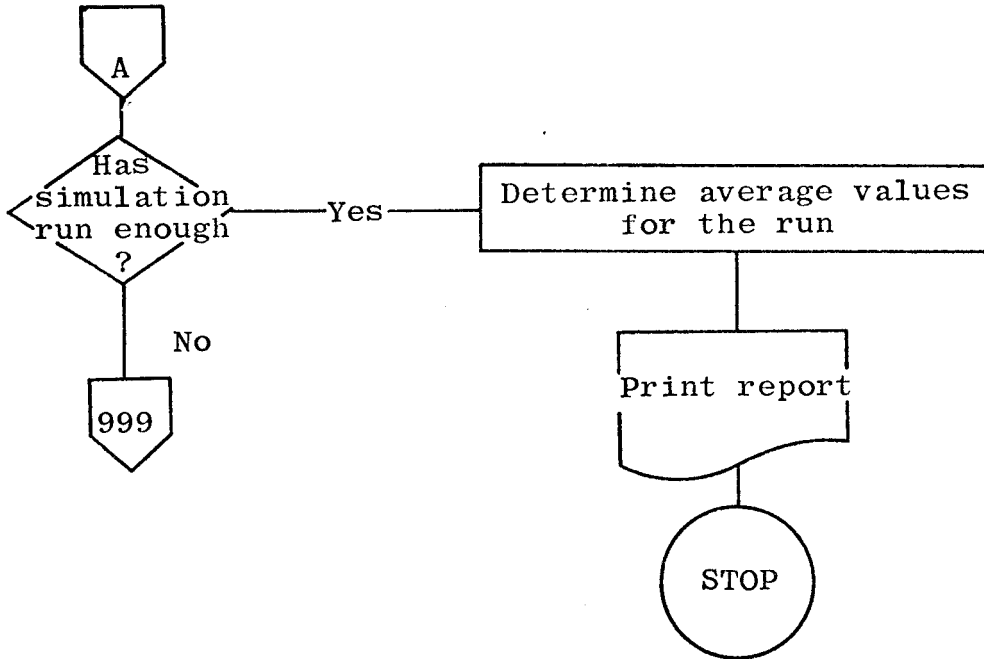 A
Has
simulation
run enough
?
Yes
Determine average values
for the run
No
999
Print report
STOP